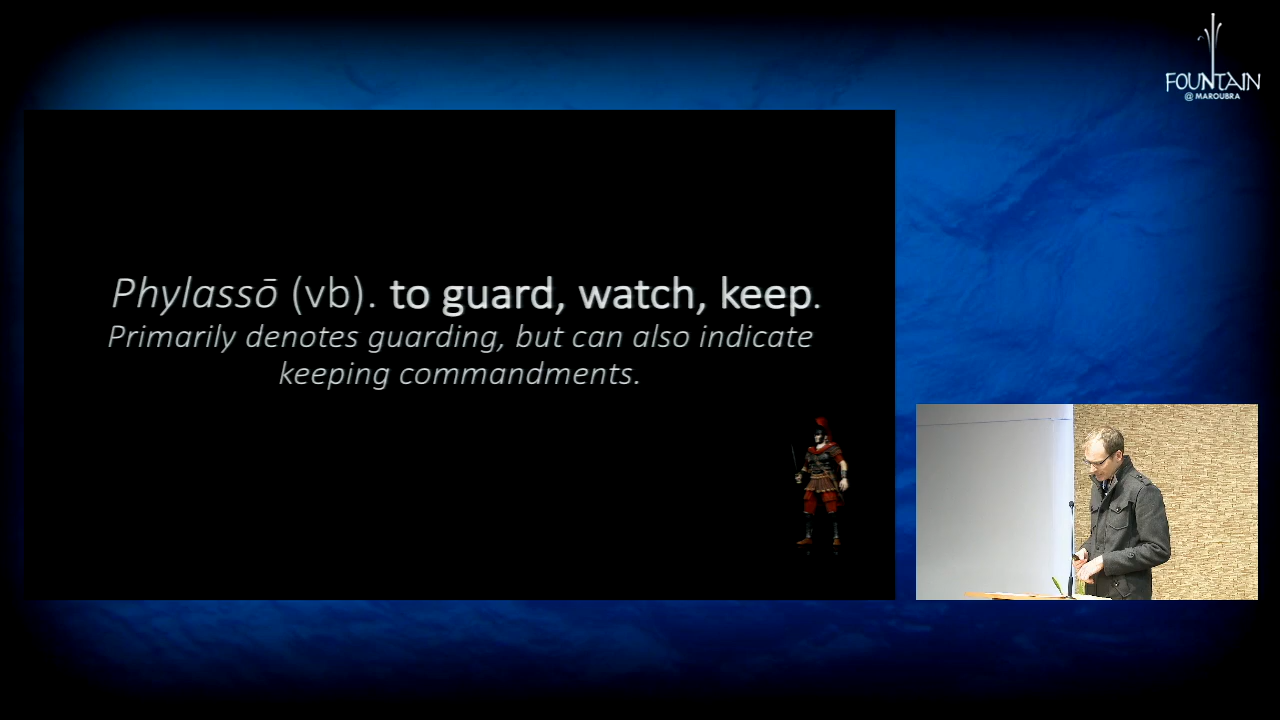 FOUNTAIN
@ MAROUBRA
Phylassō (vb). to guard, watch, keep.
Primarily denotes guarding, but can also indicate
keeping commandments.